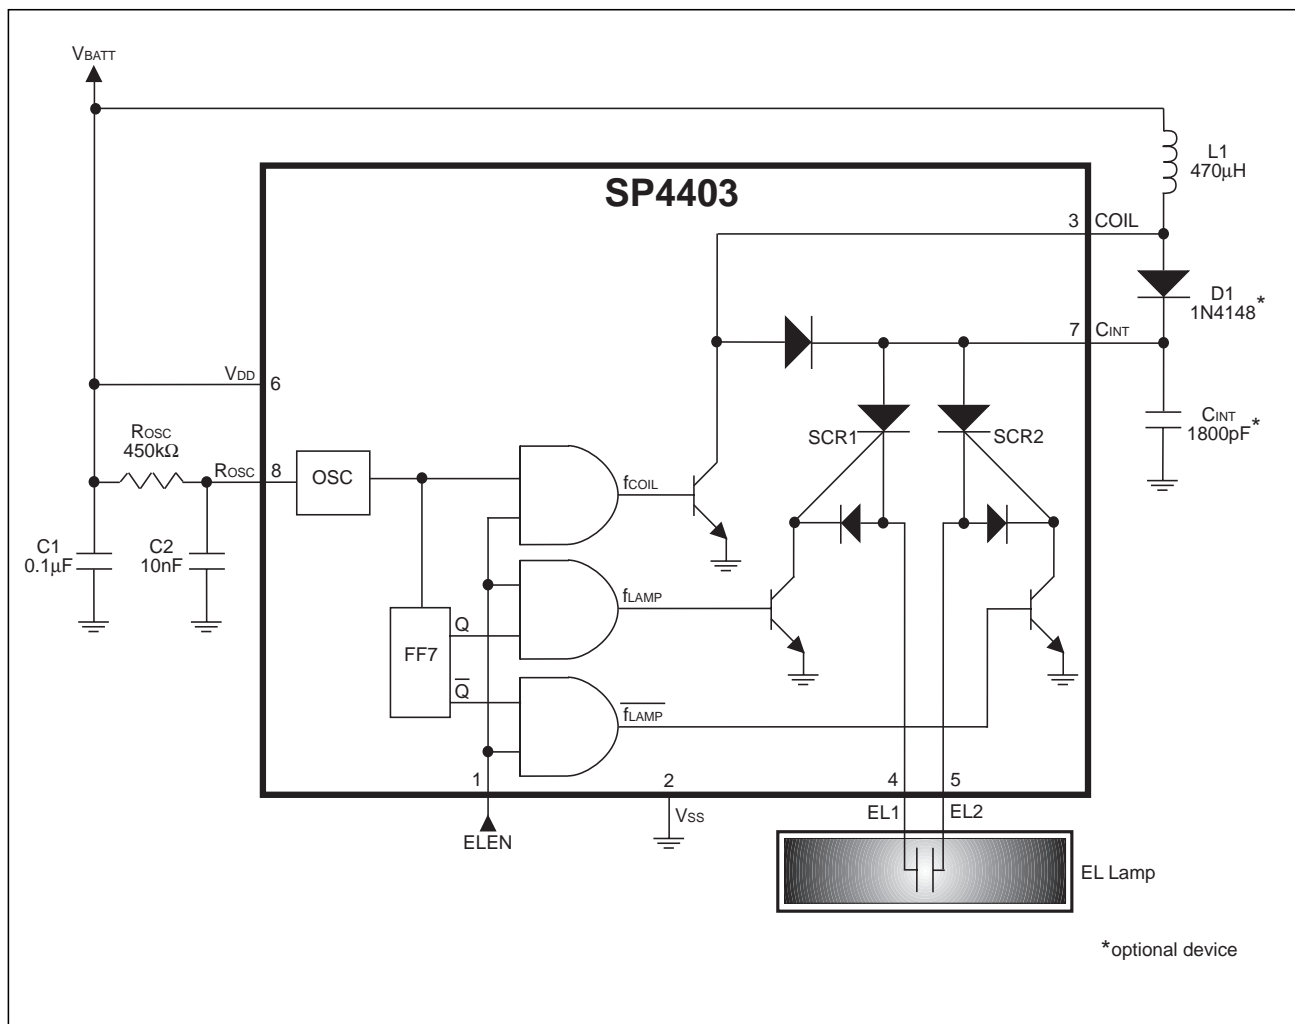 VBATT
SP4403
L1
470µH
3 COIL
D1
1N4148*
7 CINT
CINT
1800pF*
VDD
6
ROSC
450kΩ
ROSC
8
OSC
SCR1
SCR2
fCOIL
C1
0.1µF
C2
10nF
fLAMP
Q
FF7
Q̅
f̅L̅A̅M̅P̅
1
2
4
5
ELEN
VSS
EL1
EL2
EL Lamp
*optional device